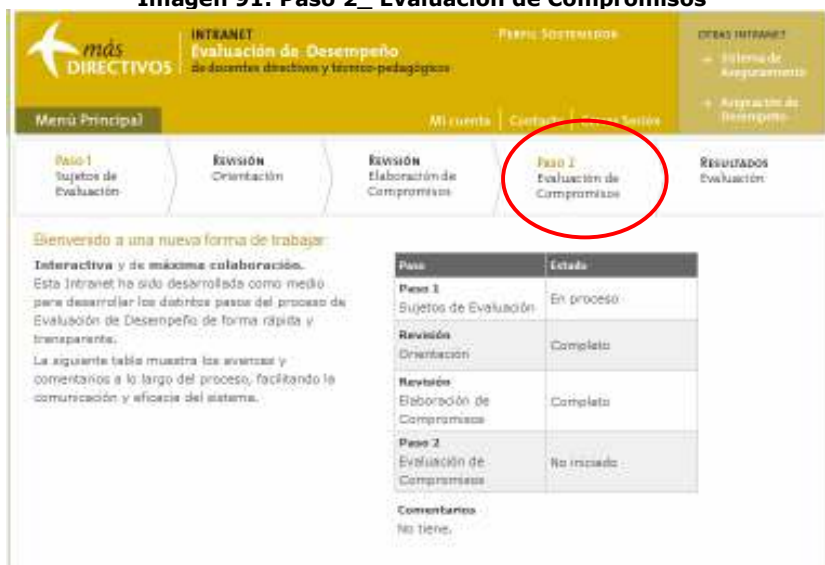 Imagen 91: Paso 2_ Evaluación de Compromisos
más
DIRECTIVOS
INTRANET
Evaluación de Desempeño
de docentes directivos y técnico-pedagógicos
Perfil Sostenedor
OTRAS INTRANET
Sistema de
Aseguramiento
Asignación de
Desempeño
Menú Principal
Mi cuenta | Contacto | Cerrar Sesión
Paso 1
Sujetos de
Evaluación
Revisión
Orientación
Revisión
Elaboración de
Compromisos
Paso 2
Evaluación de
Compromisos
Resultados
Evaluación
Bienvenido a una nueva forma de trabajar
Interactiva y de máxima colaboración.
Esta Intranet ha sido desarrollada como medio
para desarrollar los distintos pasos del proceso de
Evaluación de Desempeño de forma rápida y
transparente.
La siguiente tabla muestra los avances y
comentarios a lo largo del proceso, facilitando la
comunicación y eficacia del sistema.
Paso Estado
Paso 1
Sujetos de Evaluación En proceso
Revisión
Orientación Completo
Revisión
Elaboración de
Compromisos Completo
Paso 2
Evaluación de
Compromisos No iniciado
Comentarios
No tiene.